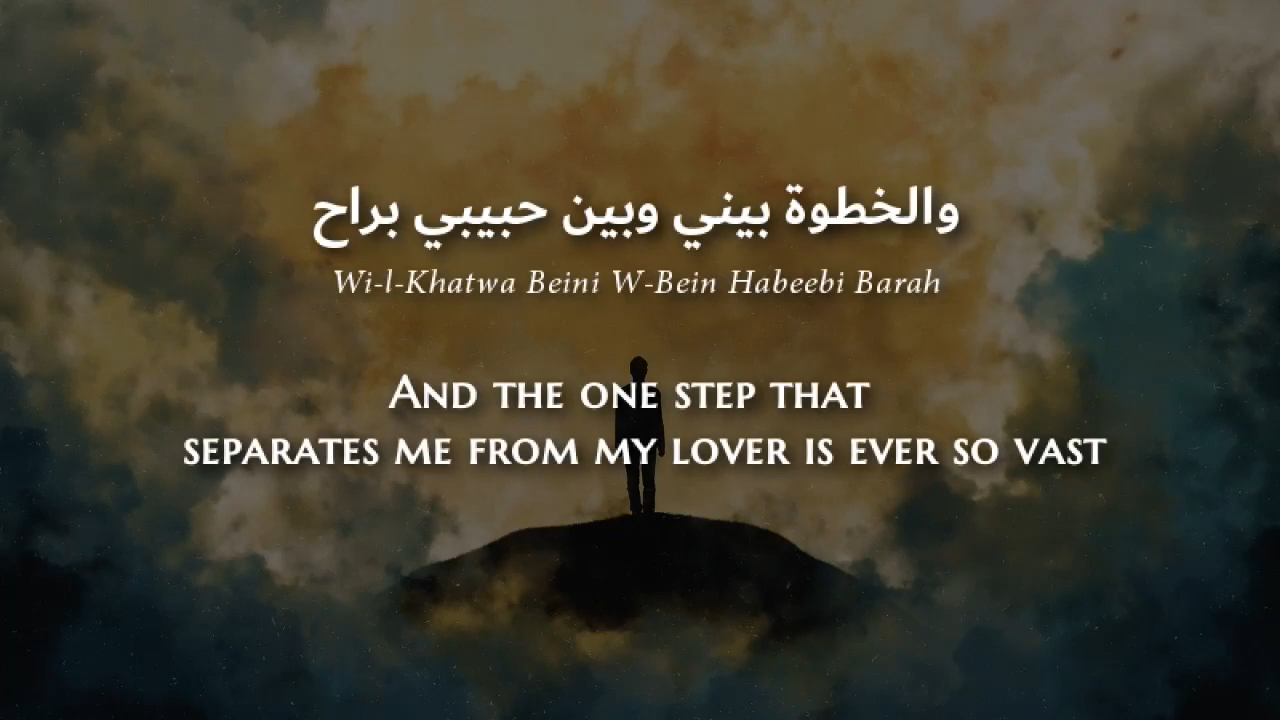 والخطوة بيني وبين حبيبي براح
Wi-l-Khatwa Beini W-Bein Habeebi Barah
And the one step that
separates me from my lover is ever so vast